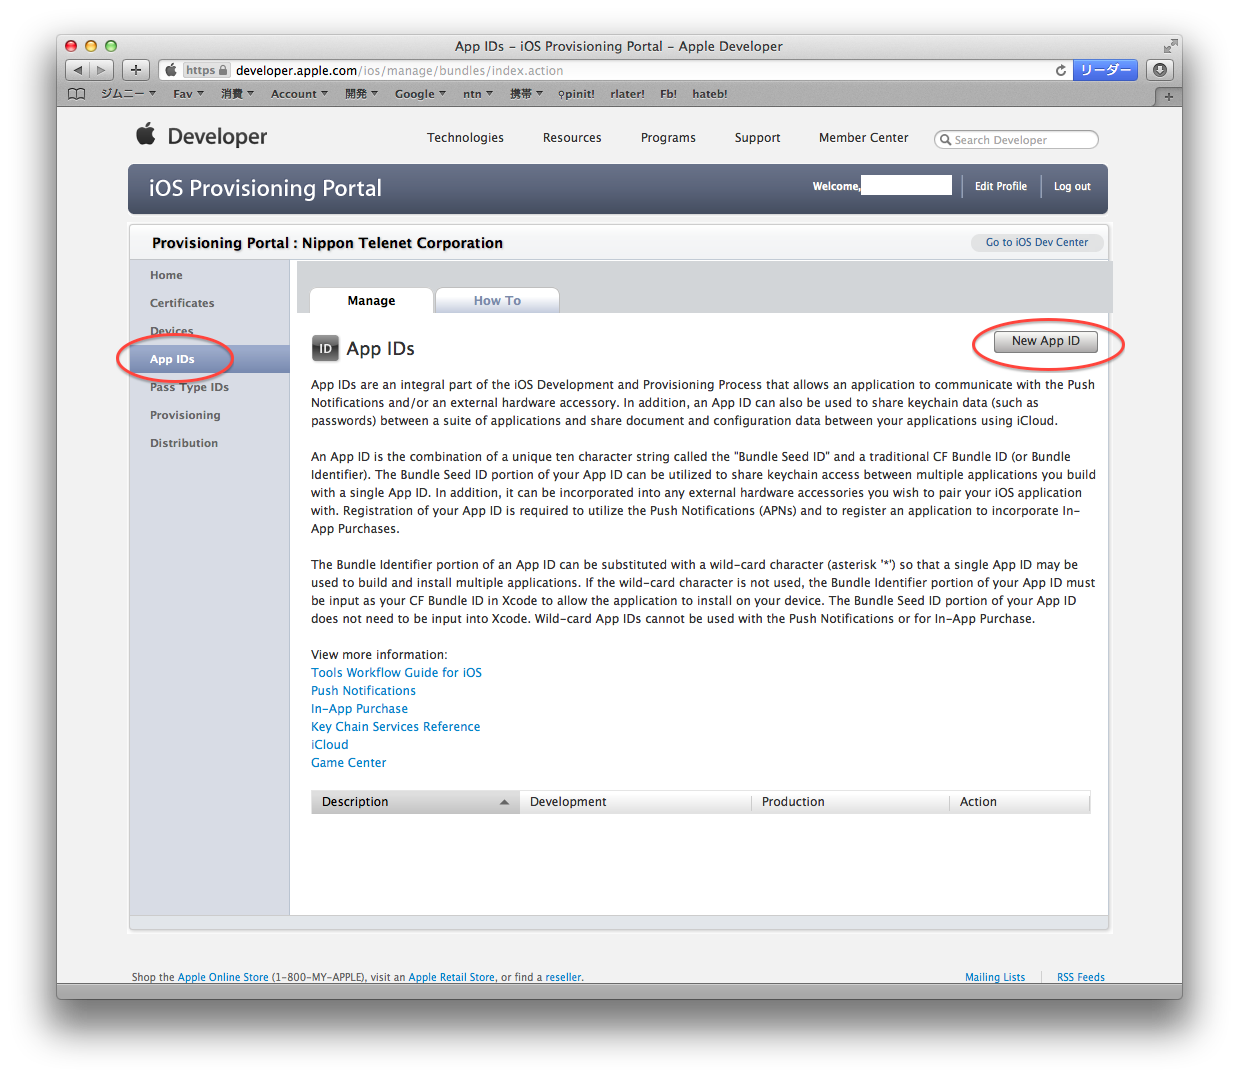 App IDs – iOS Provisioning Portal – Apple Developer
https developer.apple.com/ios/manage/bundles/index.action リーダー
ジムニー Fav 消費 Account 開発 Google ntn 携帯 ♀pinit! rlater! Fb! hateb!
Developer Technologies Resources Programs Support Member Center Search Developer
iOS Provisioning Portal Welcome, Edit Profile Log out
Provisioning Portal : Nippon Telenet Corporation Go to iOS Dev Center
Home
Certificates
Devices
App IDs
Pass Type IDs
Provisioning
Distribution
Manage How To
ID App IDs New App ID
App IDs are an integral part of the iOS Development and Provisioning Process that allows an application to communicate with the Push
Notifications and/or an external hardware accessory. In addition, an App ID can also be used to share keychain data (such as
passwords) between a suite of applications and share document and configuration data between your applications using iCloud.
An App ID is the combination of a unique ten character string called the "Bundle Seed ID" and a traditional CF Bundle ID (or Bundle
Identifier). The Bundle Seed ID portion of your App ID can be utilized to share keychain access between multiple applications you build
with a single App ID. In addition, it can be incorporated into any external hardware accessories you wish to pair your iOS application
with. Registration of your App ID is required to utilize the Push Notifications (APNs) and to register an application to incorporate In-
App Purchases.
The Bundle Identifier portion of an App ID can be substituted with a wild-card character (asterisk '*') so that a single App ID may be
used to build and install multiple applications. If the wild-card character is not used, the Bundle Identifier portion of your App ID must
be input as your CF Bundle ID in Xcode to allow the application to install on your device. The Bundle Seed ID portion of your App ID
does not need to be input into Xcode. Wild-card App IDs cannot be used with the Push Notifications or for In-App Purchase.
View more information:
Tools Workflow Guide for iOS
Push Notifications
In-App Purchase
Key Chain Services Reference
iCloud
Game Center
Description Development Production Action
Shop the Apple Online Store (1-800-MY-APPLE), visit an Apple Retail Store, or find a reseller. Mailing Lists RSS Feeds